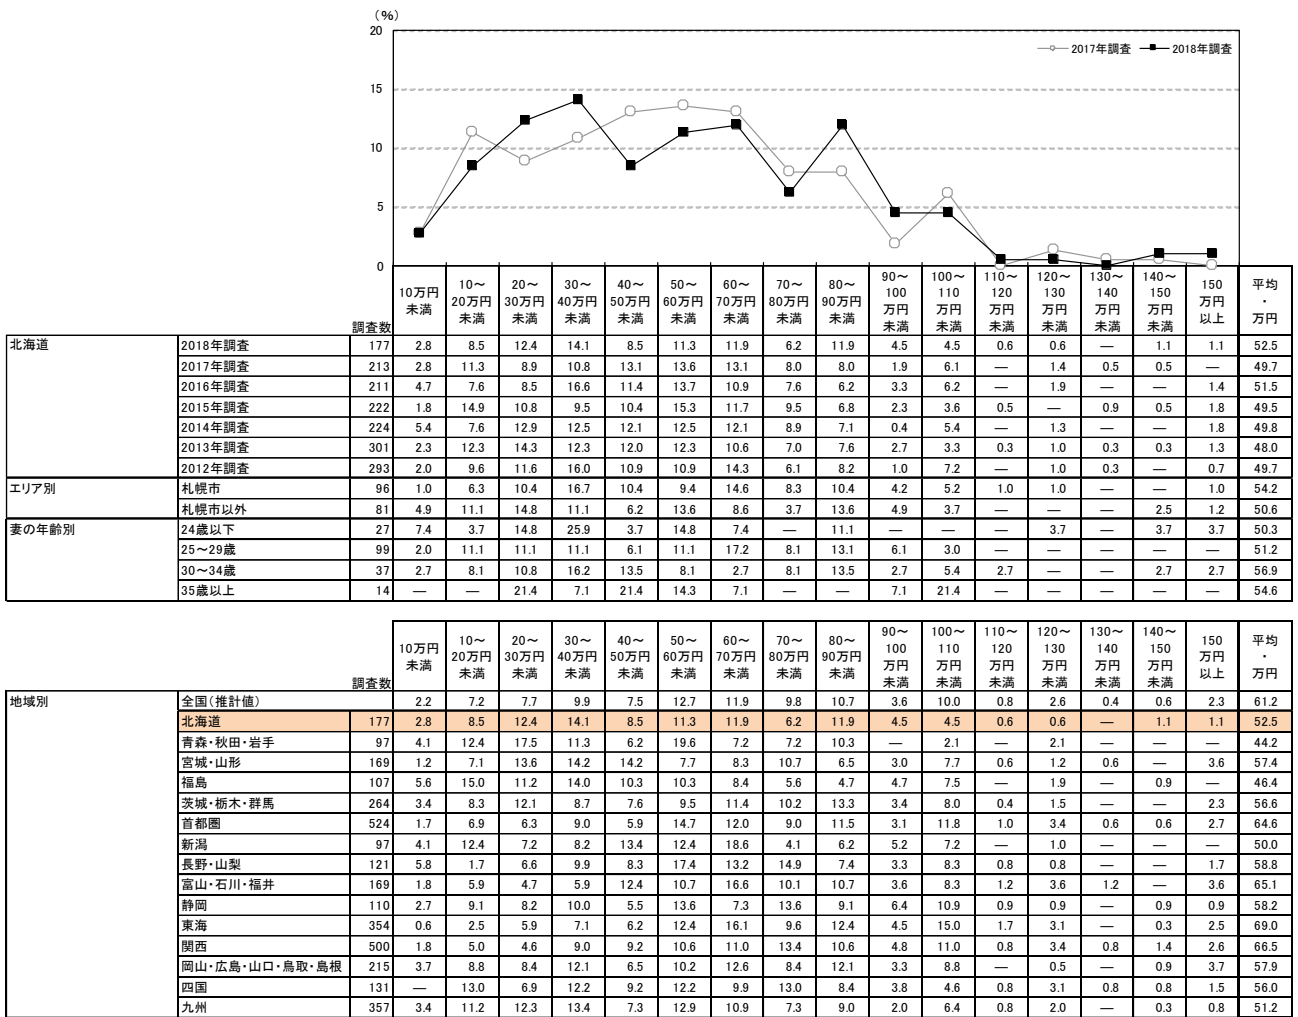 （％）
20
15
10
5
0
2017年調査 2018年調査
調査数 10万円未満 10～20万円未満 20～30万円未満 30～40万円未満 40～50万円未満 50～60万円未満 60～70万円未満 70～80万円未満 80～90万円未満 90～100万円未満 100～110万円未満 110～120万円未満 120～130万円未満 130～140万円未満 140～150万円未満 150万円以上 平均・万円
北海道 2018年調査 177 2.8 8.5 12.4 14.1 8.5 11.3 11.9 6.2 11.9 4.5 4.5 0.6 0.6 — 1.1 1.1 52.5
2017年調査 213 2.8 11.3 8.9 10.8 13.1 13.6 13.1 8.0 8.0 1.9 6.1 — 1.4 0.5 0.5 — 49.7
2016年調査 211 4.7 7.6 8.5 16.6 11.4 13.7 10.9 7.6 6.2 3.3 6.2 — 1.9 — — 1.4 51.5
2015年調査 222 1.8 14.9 10.8 9.5 10.4 15.3 11.7 9.5 6.8 2.3 3.6 0.5 — 0.9 0.5 1.8 49.5
2014年調査 224 5.4 7.6 12.9 12.5 12.1 12.5 12.1 8.9 7.1 0.4 5.4 — 1.3 — — 1.8 49.8
2013年調査 301 2.3 12.3 14.3 12.3 12.0 12.3 10.6 7.0 7.6 2.7 3.3 0.3 1.0 0.3 0.3 1.3 48.0
2012年調査 293 2.0 9.6 11.6 16.0 10.9 10.9 14.3 6.1 8.2 1.0 7.2 — 1.0 0.3 — 0.7 49.7
エリア別 札幌市 96 1.0 6.3 10.4 16.7 10.4 9.4 14.6 8.3 10.4 4.2 5.2 1.0 1.0 — — 1.0 54.2
札幌市以外 81 4.9 11.1 14.8 11.1 6.2 13.6 8.6 3.7 13.6 4.9 3.7 — — — 2.5 1.2 50.6
妻の年齢別 24歳以下 27 7.4 3.7 14.8 25.9 3.7 14.8 7.4 — 11.1 — — — 3.7 — 3.7 3.7 50.3
25～29歳 99 2.0 11.1 11.1 11.1 6.1 11.1 17.2 8.1 13.1 6.1 3.0 — — — — — 51.2
30～34歳 37 2.7 8.1 10.8 16.2 13.5 8.1 2.7 8.1 13.5 2.7 5.4 2.7 — — 2.7 2.7 56.9
35歳以上 14 — — 21.4 7.1 21.4 14.3 7.1 — — 7.1 21.4 — — — — — 54.6
調査数 10万円未満 10～20万円未満 20～30万円未満 30～40万円未満 40～50万円未満 50～60万円未満 60～70万円未満 70～80万円未満 80～90万円未満 90～100万円未満 100～110万円未満 110～120万円未満 120～130万円未満 130～140万円未満 140～150万円未満 150万円以上 平均・万円
地域別 全国（推計値） 2.2 7.2 7.7 9.9 7.5 12.7 11.9 9.8 10.7 3.6 10.0 0.8 2.6 0.4 0.6 2.3 61.2
北海道 177 2.8 8.5 12.4 14.1 8.5 11.3 11.9 6.2 11.9 4.5 4.5 0.6 0.6 — 1.1 1.1 52.5
青森・秋田・岩手 97 4.1 12.4 17.5 11.3 6.2 19.6 7.2 7.2 10.3 — 2.1 — 2.1 — — — 44.2
宮城・山形 169 1.2 7.1 13.6 14.2 14.2 7.7 8.3 10.7 6.5 3.0 7.7 0.6 1.2 0.6 — 3.6 57.4
福島 107 5.6 15.0 11.2 14.0 10.3 10.3 8.4 5.6 4.7 4.7 7.5 — 1.9 — 0.9 — 46.4
茨城・栃木・群馬 264 3.4 8.3 12.1 8.7 7.6 9.5 11.4 10.2 13.3 3.4 8.0 0.4 1.5 — — 2.3 56.6
首都圏 524 1.7 6.9 6.3 9.0 5.9 14.7 12.0 9.0 11.5 3.1 11.8 1.0 3.4 0.6 0.6 2.7 64.6
新潟 97 4.1 12.4 7.2 8.2 13.4 12.4 18.6 4.1 6.2 5.2 7.2 — 1.0 — — — 50.0
長野・山梨 121 5.8 1.7 6.6 9.9 8.3 17.4 13.2 14.9 7.4 3.3 8.3 0.8 0.8 — — 1.7 58.8
富山・石川・福井 169 1.8 5.9 4.7 5.9 12.4 10.7 16.6 10.1 10.7 3.6 8.3 1.2 3.6 1.2 — 3.6 65.1
静岡 110 2.7 9.1 8.2 10.0 5.5 13.6 7.3 13.6 9.1 6.4 10.9 0.9 0.9 — 0.9 0.9 58.2
東海 354 0.6 2.5 5.9 7.1 6.2 12.4 16.1 9.6 12.4 4.5 15.0 1.7 3.1 — 0.3 2.5 69.0
関西 500 1.8 5.0 4.6 9.0 9.2 10.6 11.0 13.4 10.6 4.8 11.0 0.8 3.4 0.8 1.4 2.6 66.5
岡山・広島・山口・鳥取・島根 215 3.7 8.8 8.4 12.1 6.5 10.2 12.6 8.4 12.1 3.3 8.8 — 0.5 — 0.9 3.7 57.9
四国 131 — 13.0 6.9 12.2 9.2 12.2 9.9 13.0 8.4 3.8 4.6 0.8 3.1 0.8 0.8 1.5 56.0
九州 357 3.4 11.2 12.3 13.4 7.3 12.9 10.9 7.3 9.0 2.0 6.4 0.8 2.0 — 0.3 0.8 51.2